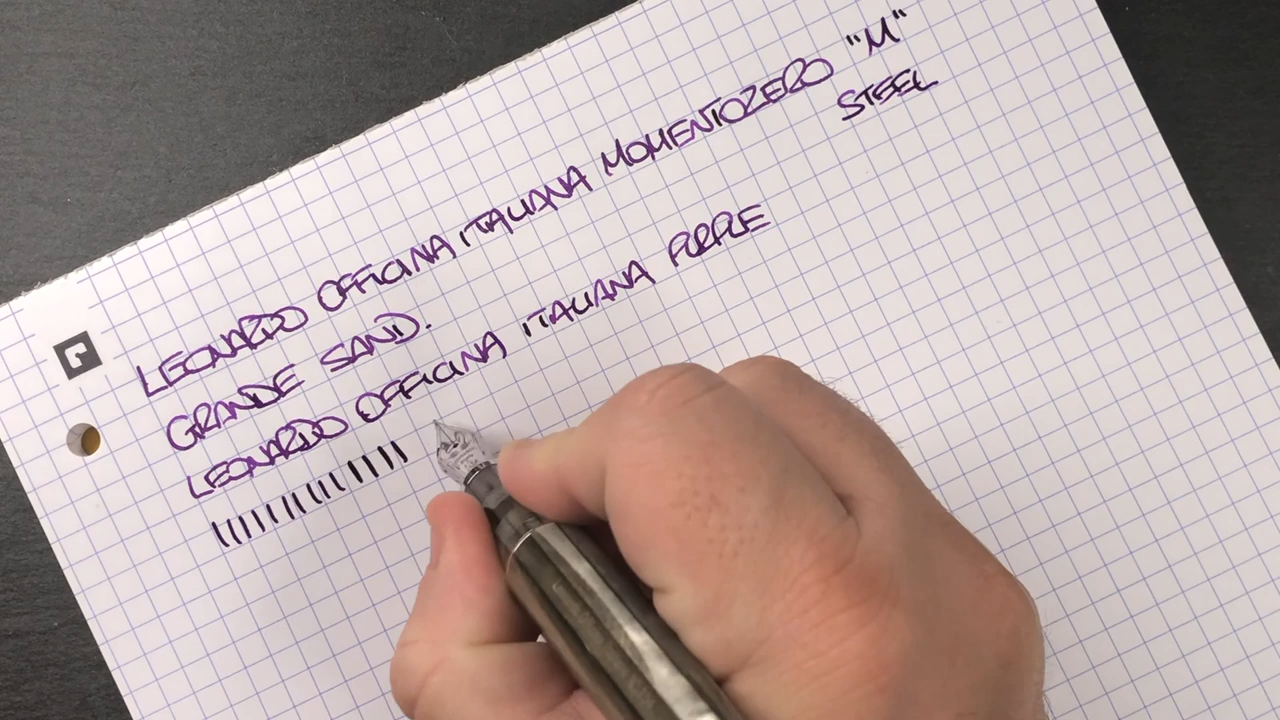 LEONARDO OFFICINA ITALIANA MOMENTOZERO "M"
STEEL
GRANDE SAND.
LEONARDO OFFICINA ITALIANA PURPLE